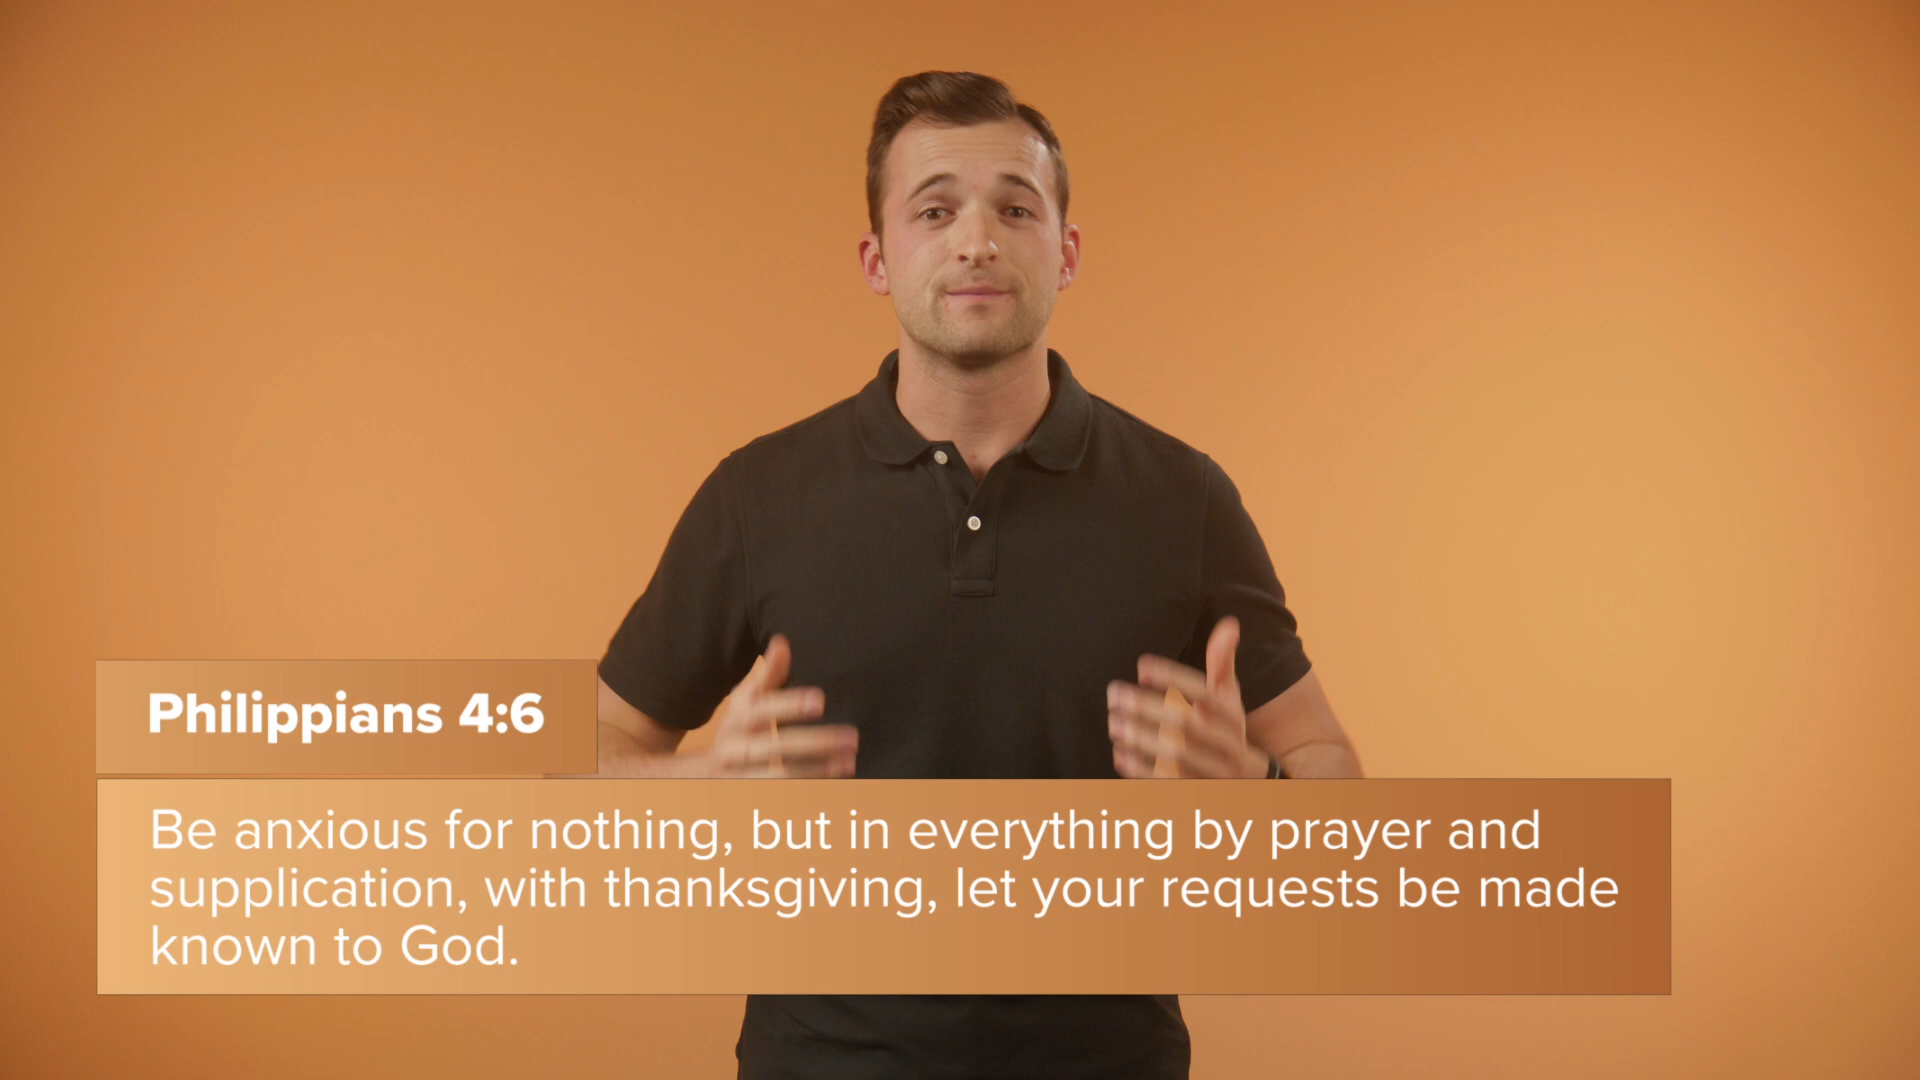 Philippians 4:6
Be anxious for nothing, but in everything by prayer and
supplication, with thanksgiving, let your requests be made
known to God.